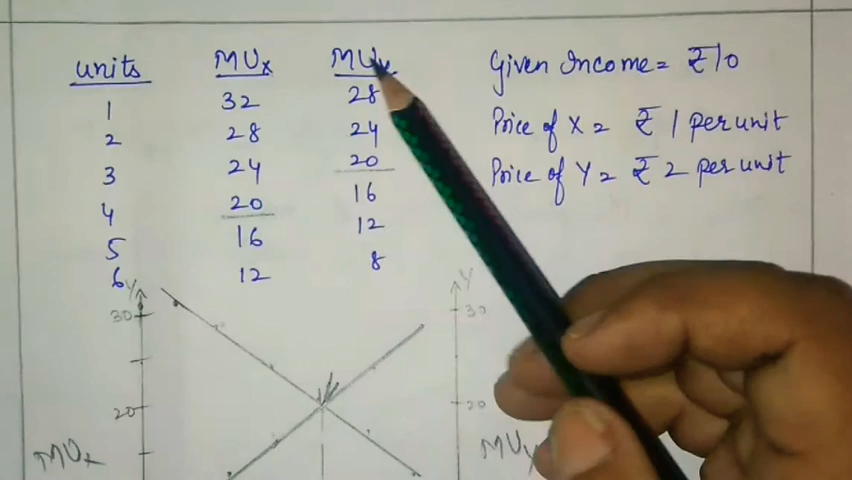 units MUx MU
1 32 28
2 28 24
3 24 20
4 20 16
5 16 12
6 12 8
Given Income = ₹10
Price of X = ₹ 1 per unit
Price of Y = ₹ 2 per unit
Y Y
30 30
20 20
MUx MUy